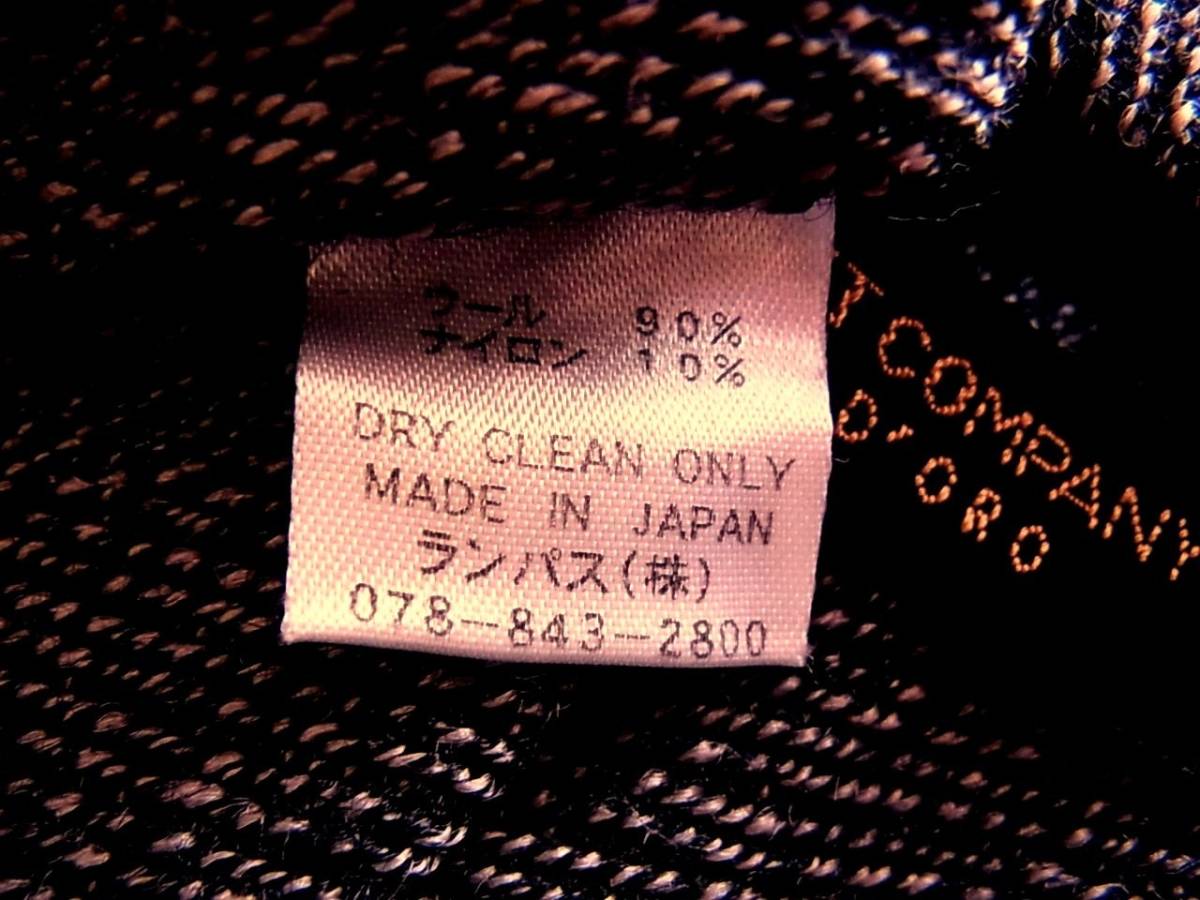 ウール 90%
ナイロン 10%
DRY CLEAN ONLY
MADE IN JAPAN
ランパス(株)
078-843-2800
COMPANY
O.ORO